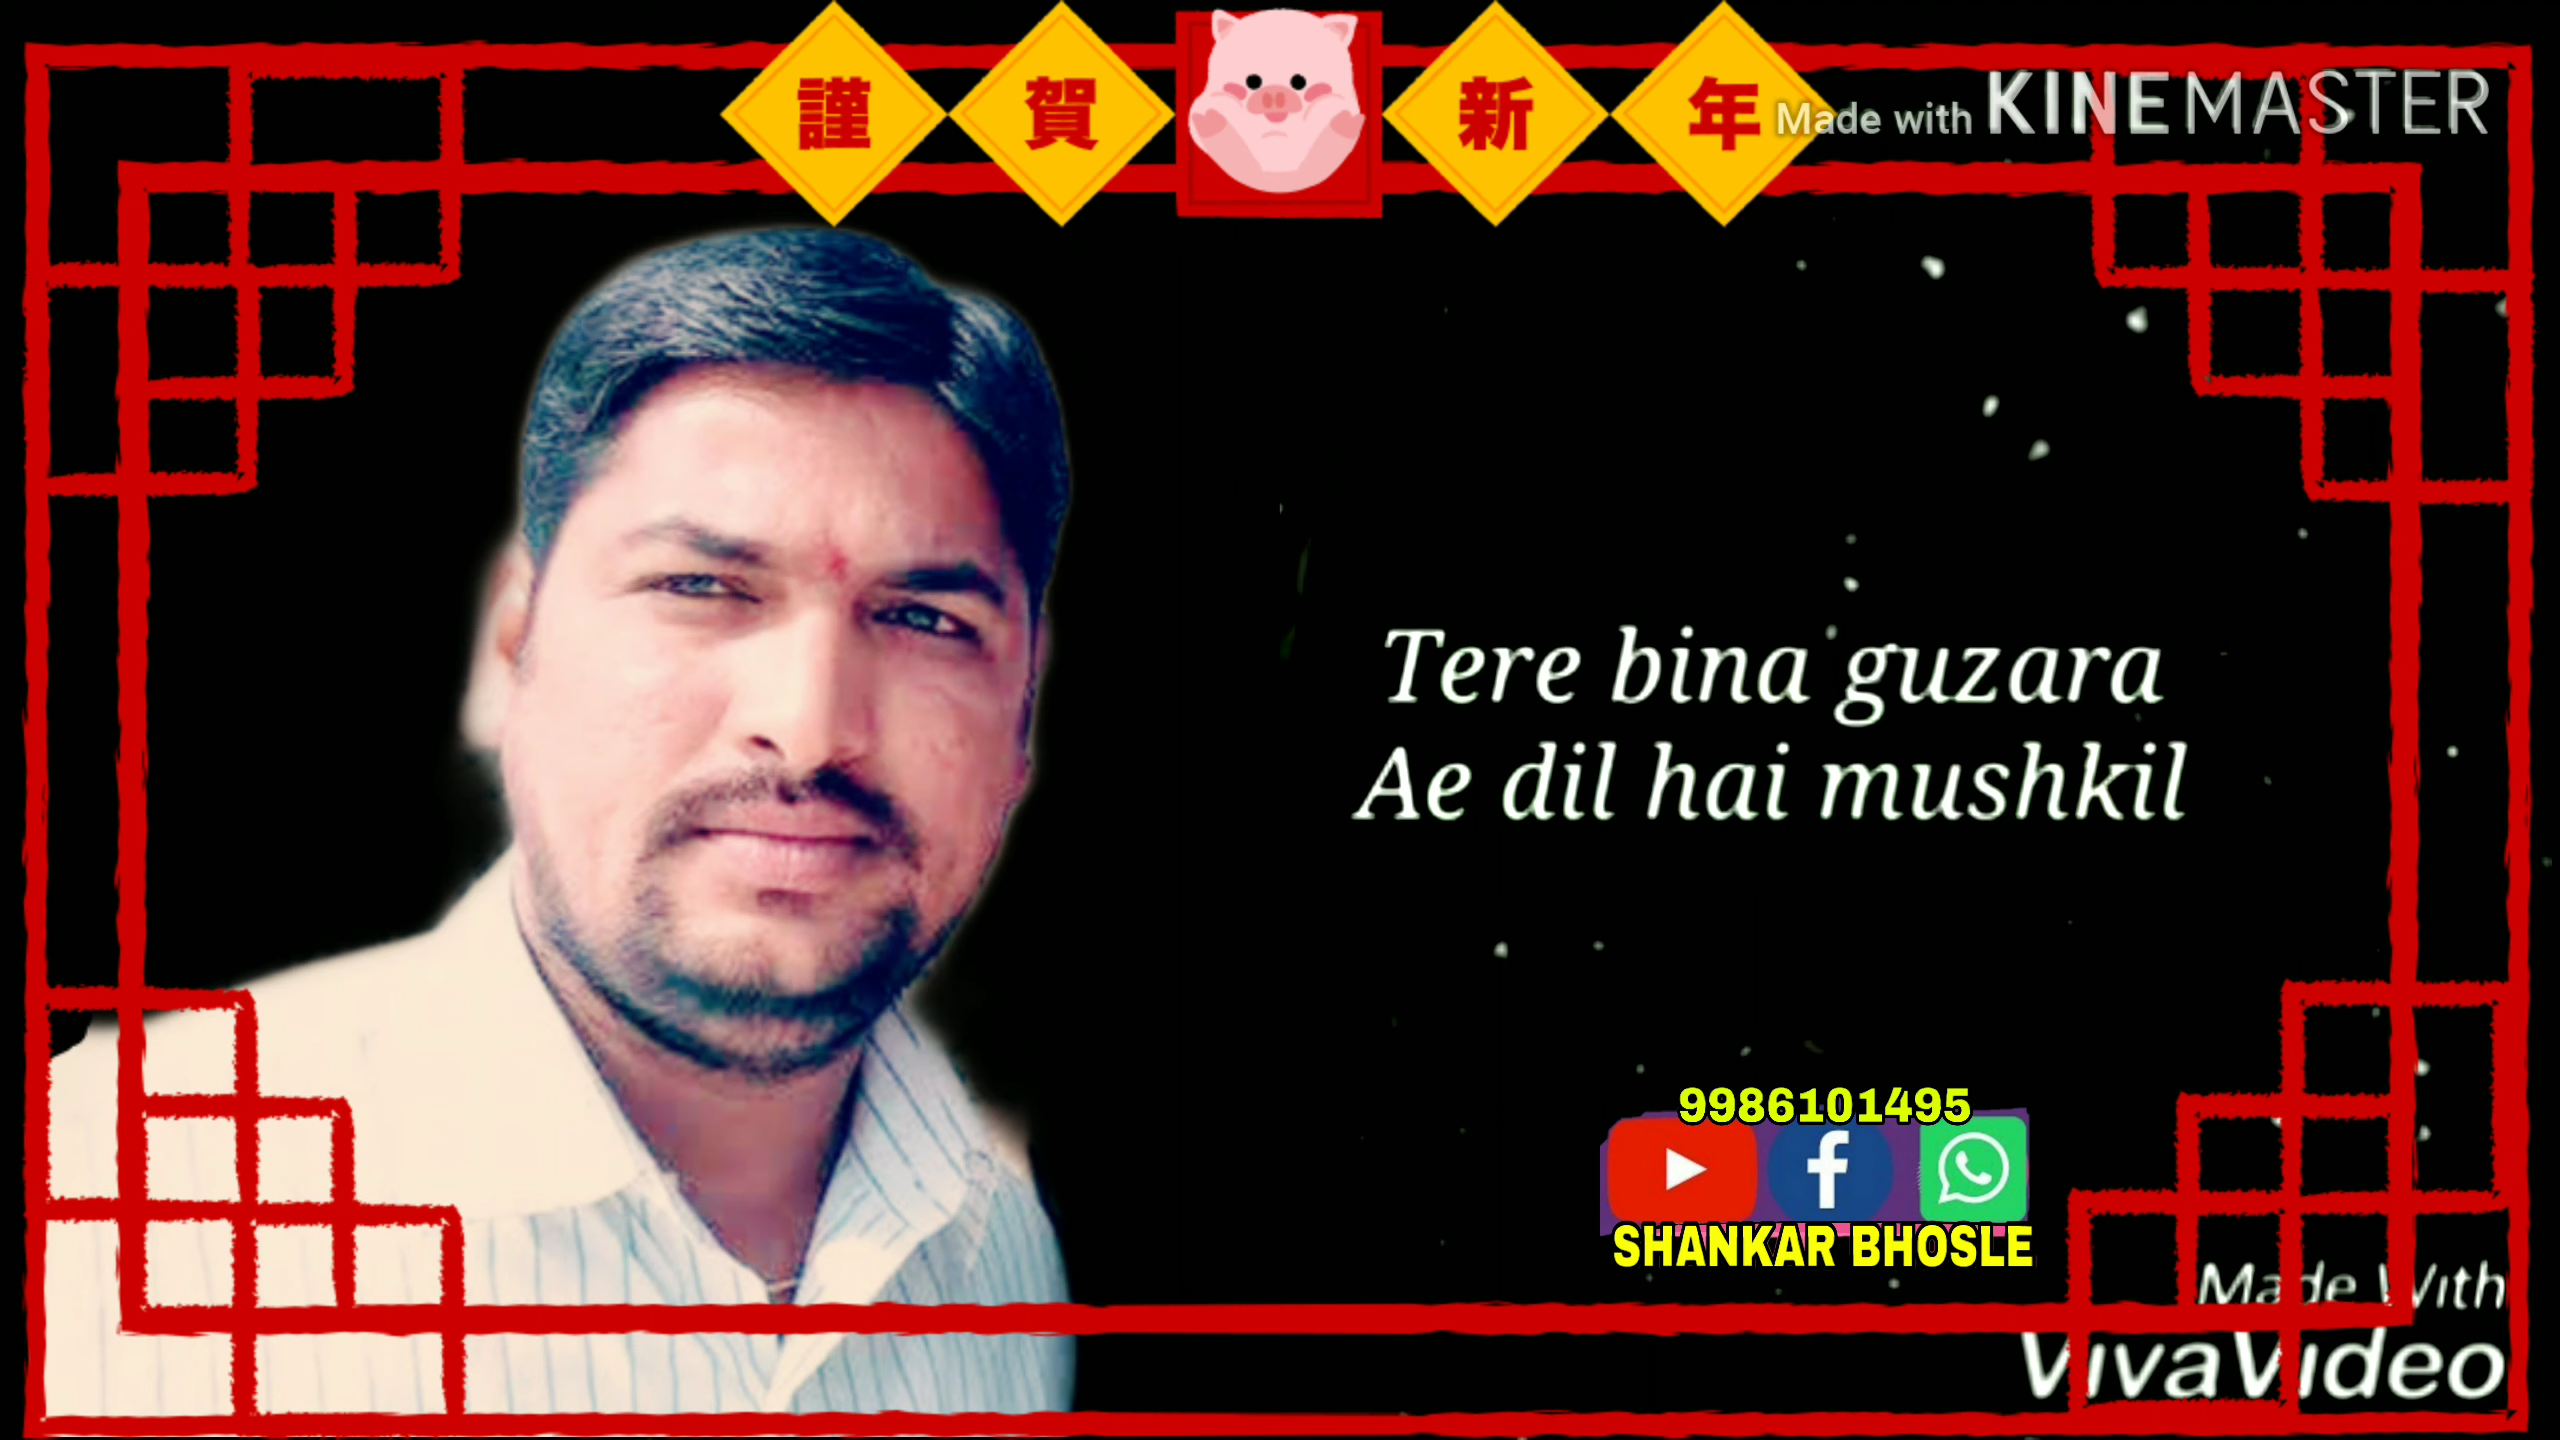 謹 賀 新 年
Made with KINEMASTER
Tere bina guzara
Ae dil hai mushkil
9986101495
SHANKAR BHOSLE
Made With
VivaVideo